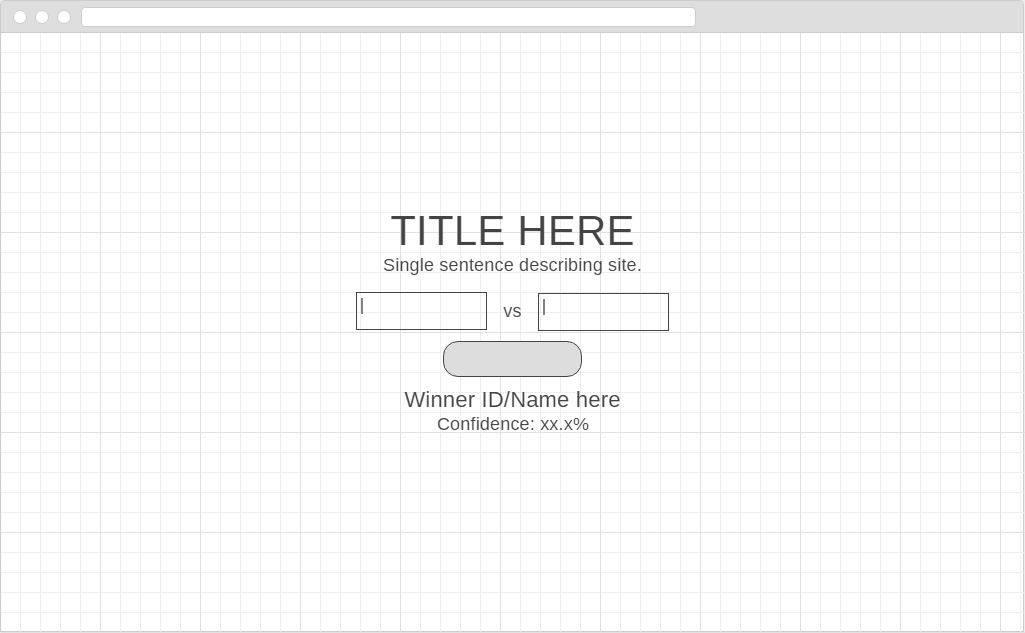 TITLE HERE
Single sentence describing site.
vs
Winner ID/Name here
Confidence: xx.x%